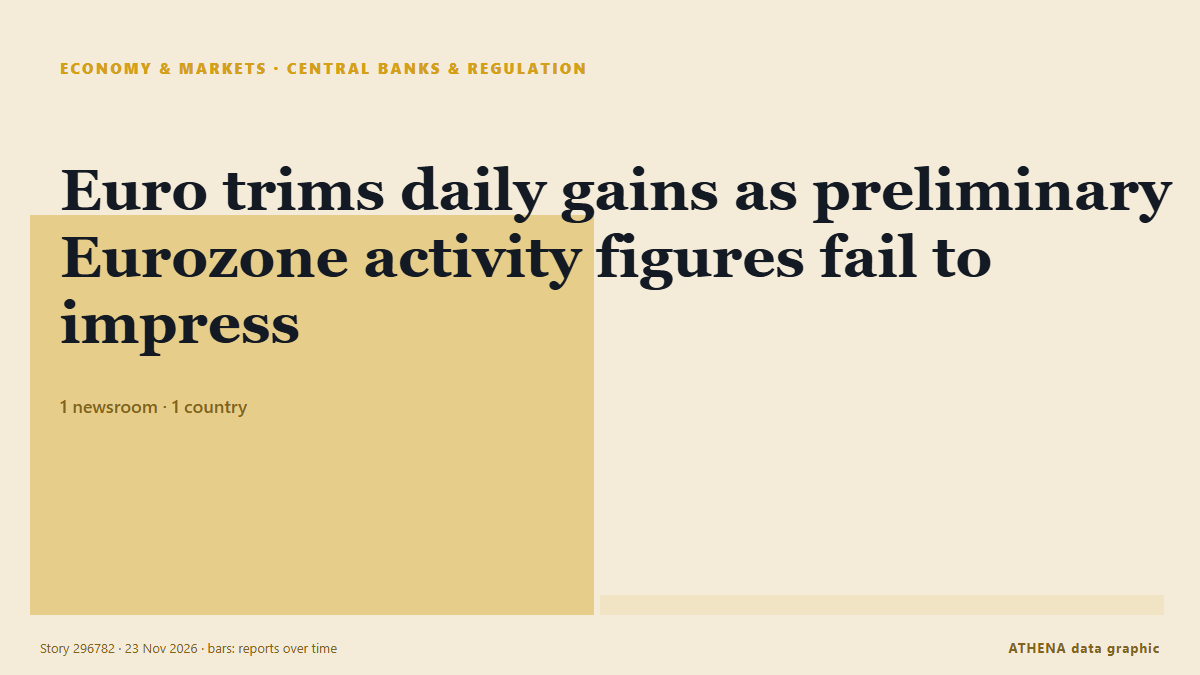 ECONOMY & MARKETS · CENTRAL BANKS & REGULATION
Euro trims daily gains as preliminary
Eurozone activity figures fail to
impress
1 newsroom · 1 country
Story 296782 · 23 Nov 2026 · bars: reports over time
ATHENA data graphic